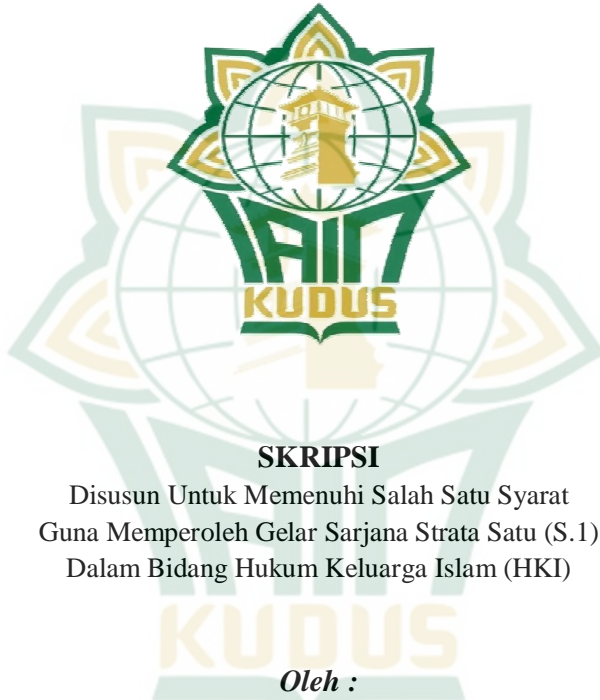 IAIN
KUDUS
SKRIPSI
Disusun Untuk Memenuhi Salah Satu Syarat
Guna Memperoleh Gelar Sarjana Strata Satu (S.1)
Dalam Bidang Hukum Keluarga Islam (HKI)
KUDUS
Oleh :